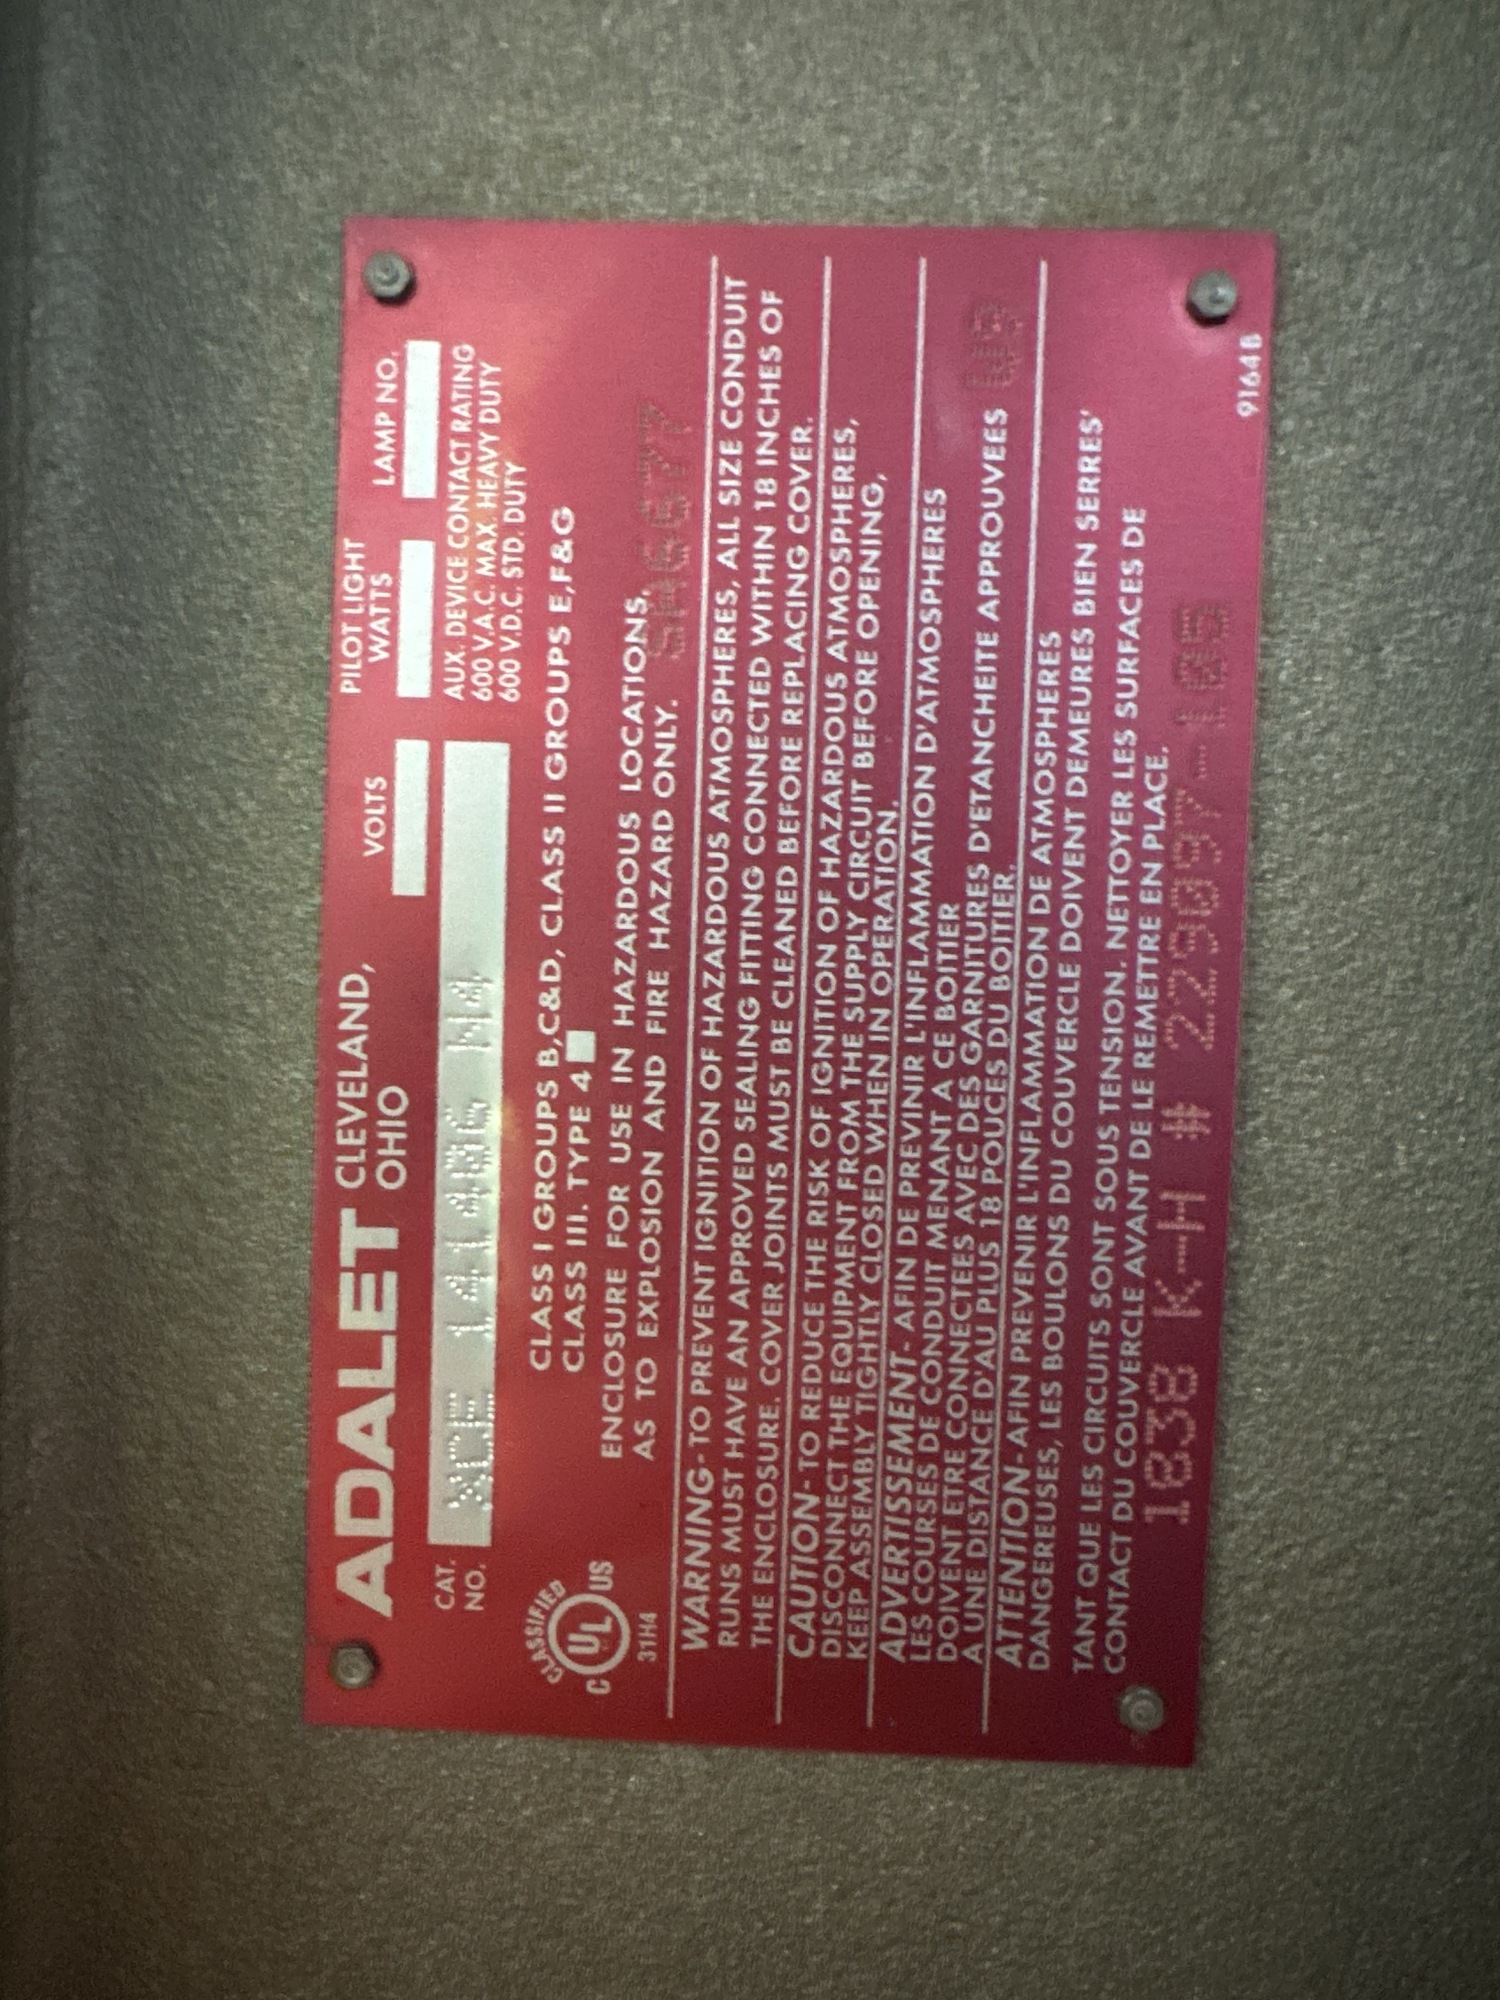 ADALET CLEVELAND, OHIO
VOLTS
PILOT LIGHT WATTS
LAMP NO.
CAT. NO. XCE 141486 N4
AUX. DEVICE CONTACT RATING
600 V.A.C. MAX. HEAVY DUTY
600 V.D.C. STD. DUTY
CLASSIFIED
C UL US
31H4
CLASS I GROUPS B,C&D, CLASS II GROUPS E,F&G
CLASS III. TYPE 4
ENCLOSURE FOR USE IN HAZARDOUS LOCATIONS,
AS TO EXPLOSION AND FIRE HAZARD ONLY.
WARNING- TO PREVENT IGNITION OF HAZARDOUS ATMOSPHERES, ALL SIZE CONDUIT
RUNS MUST HAVE AN APPROVED SEALING FITTING CONNECTED WITHIN 18 INCHES OF
THE ENCLOSURE. COVER JOINTS MUST BE CLEANED BEFORE REPLACING COVER.
CAUTION- TO REDUCE THE RISK OF IGNITION OF HAZARDOUS ATMOSPHERES,
DISCONNECT THE EQUIPMENT FROM THE SUPPLY CIRCUIT BEFORE OPENING,
KEEP ASSEMBLY TIGHTLY CLOSED WHEN IN OPERATION.
ADVERTISSEMENT- AFIN DE PREVINIR L'INFLAMMATION D'ATMOSPHERES
LES COURSES DE CONDUIT MENANT A CE BOITIER
DOIVENT ETRE CONNECTEES AVEC DES GARNITURES D'ETANCHEITE APPROUVEES
A UNE DISTANCE D'AU PLUS 18 POUCES DU BOITIER.
ATTENTION- AFIN PREVENIR L'INFLAMMATION DE ATMOSPHERES
DANGEREUSES, LES BOULONS DU COUVERCLE DOIVENT DEMEURES BIEN SERRES'
TANT QUE LES CIRCUITS SONT SOUS TENSION. NETTOYER LES SURFACES DE
CONTACT DU COUVERCLE AVANT DE LE REMETTRE EN PLACE.
1838 K-H #
91648